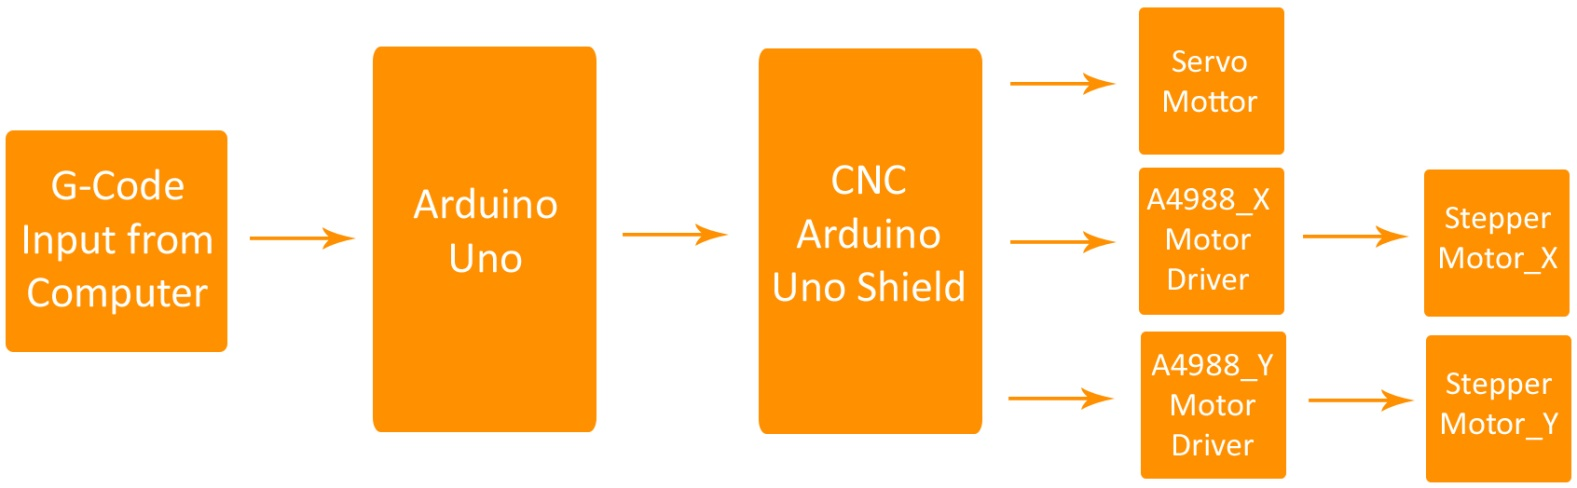 G-Code
Input from
Computer
Arduino
Uno
CNC
Arduino
Uno Shield
Servo
Mottor
A4988_X
Motor
Driver
Stepper
Motor_X
A4988_Y
Motor
Driver
Stepper
Motor_Y